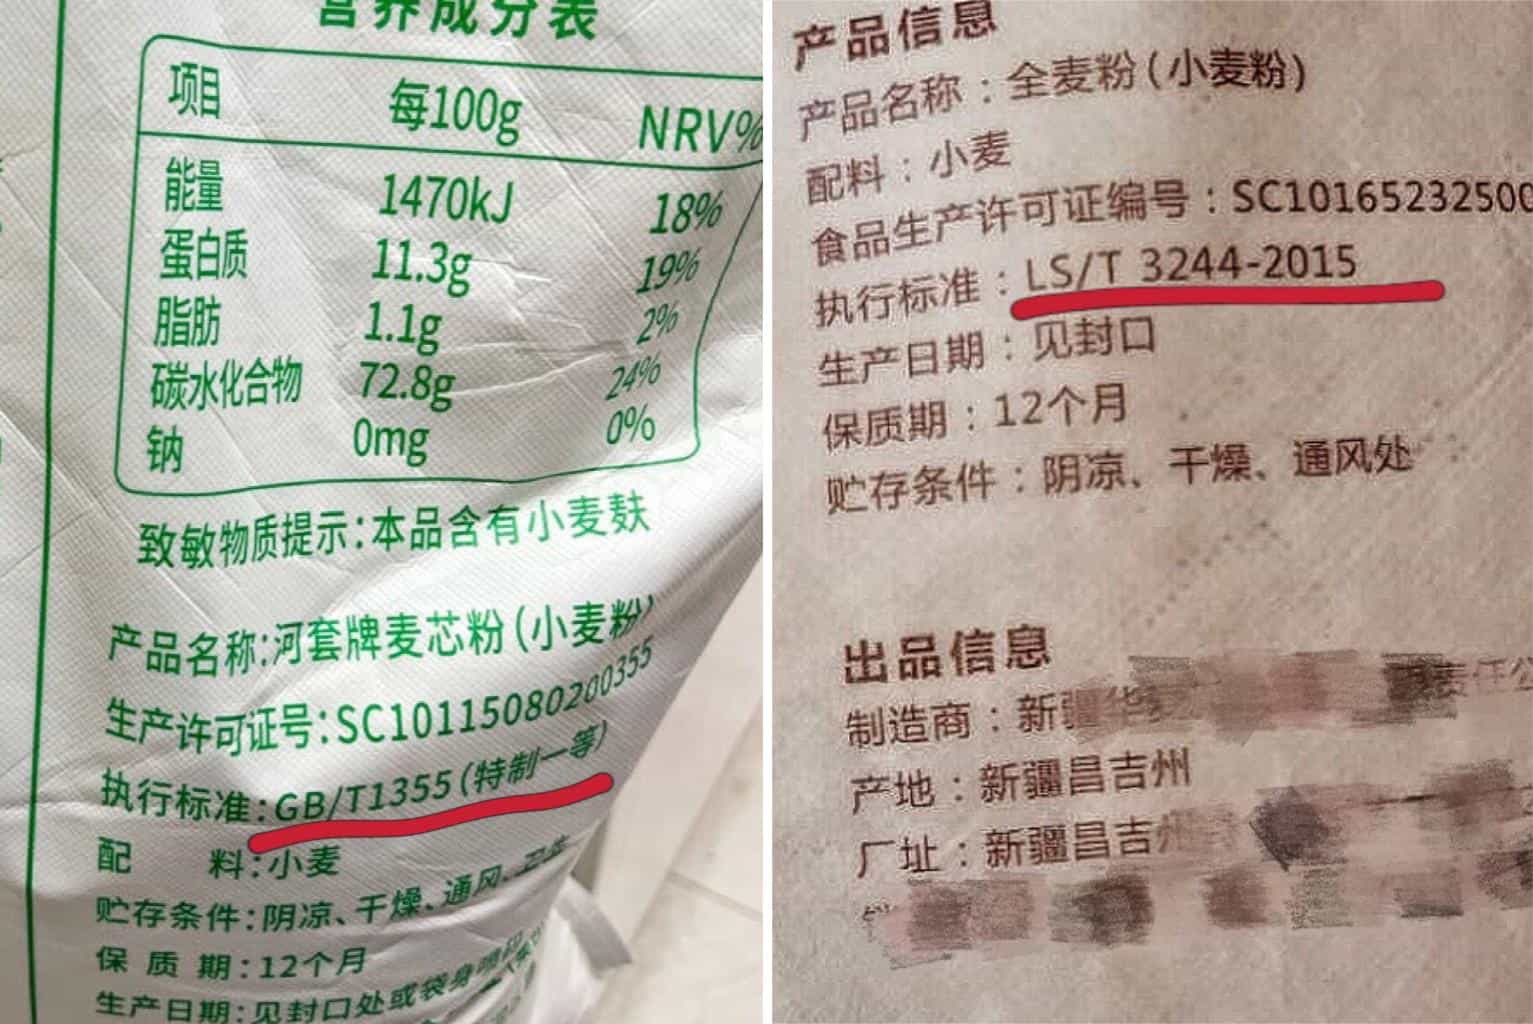 营养成分表
项目 每100g NRV%
能量 1470kJ 18%
蛋白质 11.3g 19%
脂肪 1.1g 2%
碳水化合物 72.8g 24%
钠 0mg 0%
致敏物质提示:本品含有小麦麸
产品名称:河套牌麦芯粉(小麦粉)
生产许可证号:SC10115080200355
执行标准:GB/T1355(特制一等)
配 料:小麦
贮存条件:阴凉、干燥、通风、卫生
保 质 期:12个月
生产日期:见封口处或袋身喷码
产品信息
产品名称:全麦粉(小麦粉)
配料:小麦
食品生产许可证编号:SC10165232500
执行标准:LS/T 3244-2015
生产日期:见封口
保质期:12个月
贮存条件:阴凉、干燥、通风处
出品信息
制造商:新疆华 责任公
产地:新疆昌吉州
厂址:新疆昌吉州